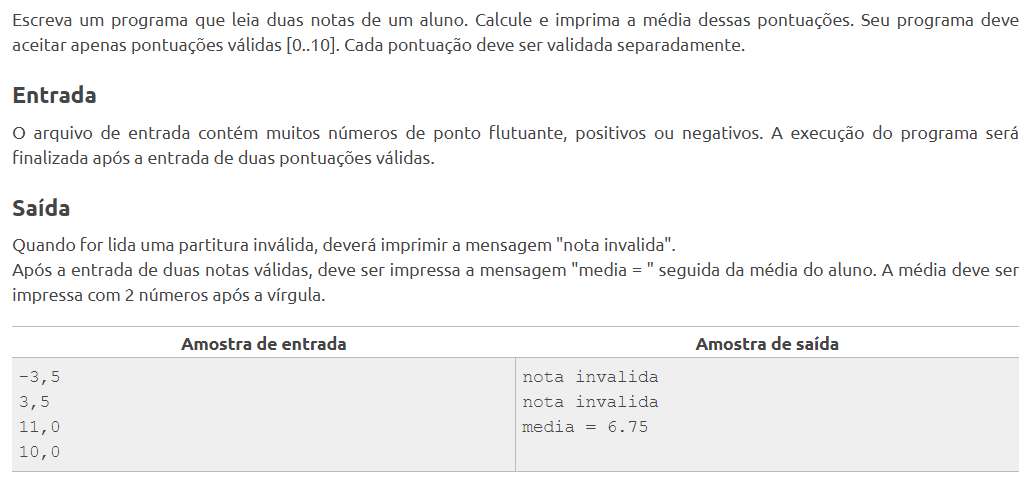 Escreva um programa que leia duas notas de um aluno. Calcule e imprima a média dessas pontuações. Seu programa deve
aceitar apenas pontuações válidas [0..10]. Cada pontuação deve ser validada separadamente.
Entrada
O arquivo de entrada contém muitos números de ponto flutuante, positivos ou negativos. A execução do programa será
finalizada após a entrada de duas pontuações válidas.
Saída
Quando for lida uma partitura inválida, deverá imprimir a mensagem "nota invalida".
Após a entrada de duas notas válidas, deve ser impressa a mensagem "media = " seguida da média do aluno. A média deve ser
impressa com 2 números após a vírgula.
Amostra de entrada
Amostra de saída
-3,5
3,5
11,0
10,0
nota invalida
nota invalida
media = 6.75